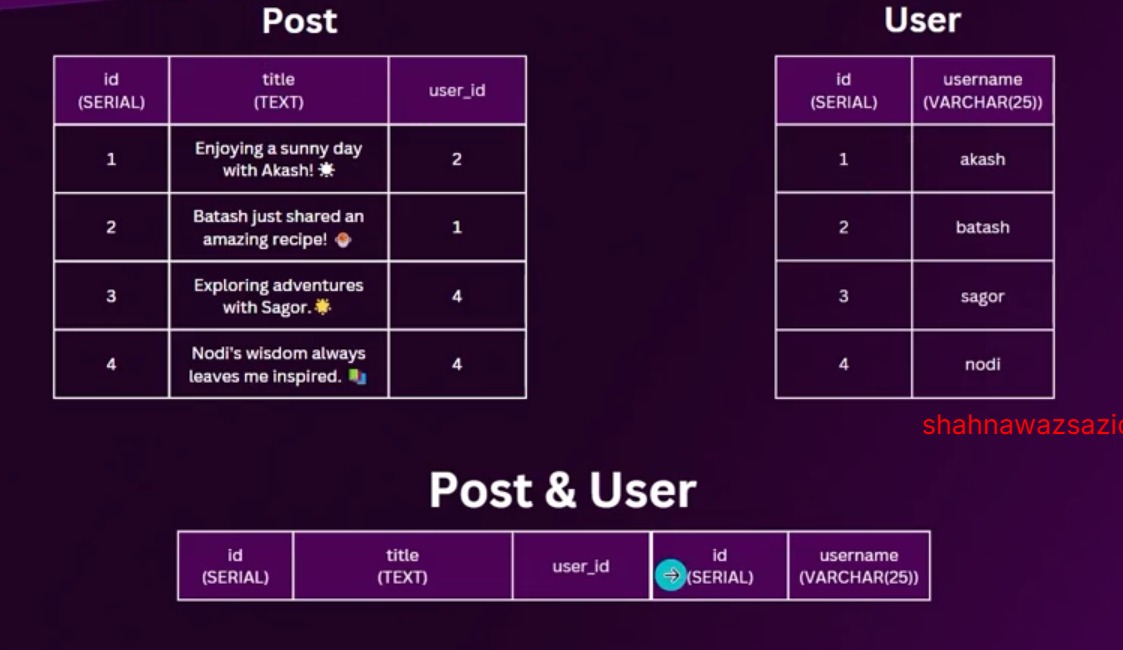 Post
id
(SERIAL)
title
(TEXT)
user_id
1
Enjoying a sunny day
with Akash! ☀
2
2
Batash just shared an
amazing recipe! 🍲
1
3
Exploring adventures
with Sagor. 🌟
4
4
Nodi's wisdom always
leaves me inspired. 📚
4
User
id
(SERIAL)
username
(VARCHAR(25))
1
akash
2
batash
3
sagor
4
nodi
shahnawazsazi
Post & User
id
(SERIAL)
title
(TEXT)
user_id
id
(SERIAL)
username
(VARCHAR(25))